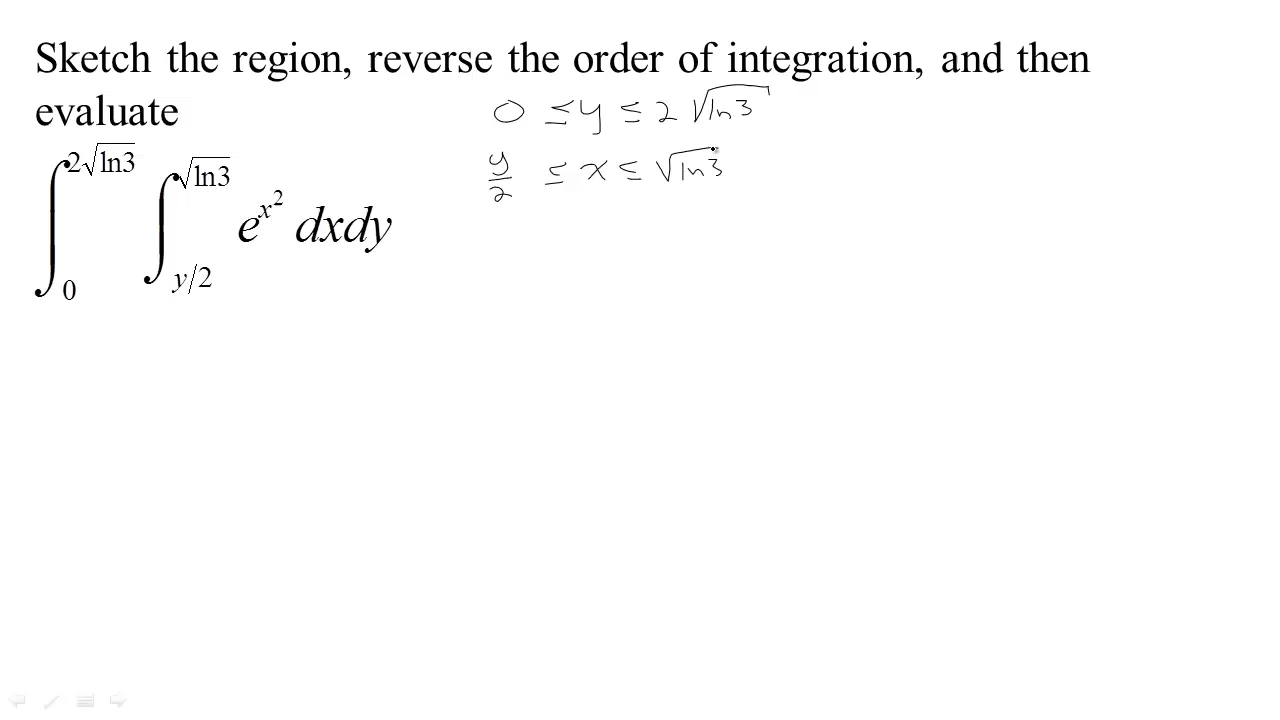 Sketch the region, reverse the order of integration, and then
evaluate
0 ≤ y ≤ 2√ln3
y/2 ≤ x ≤ √ln3
∫_0^{2√ln3} ∫_{y/2}^{√ln3} e^{x^2} dxdy